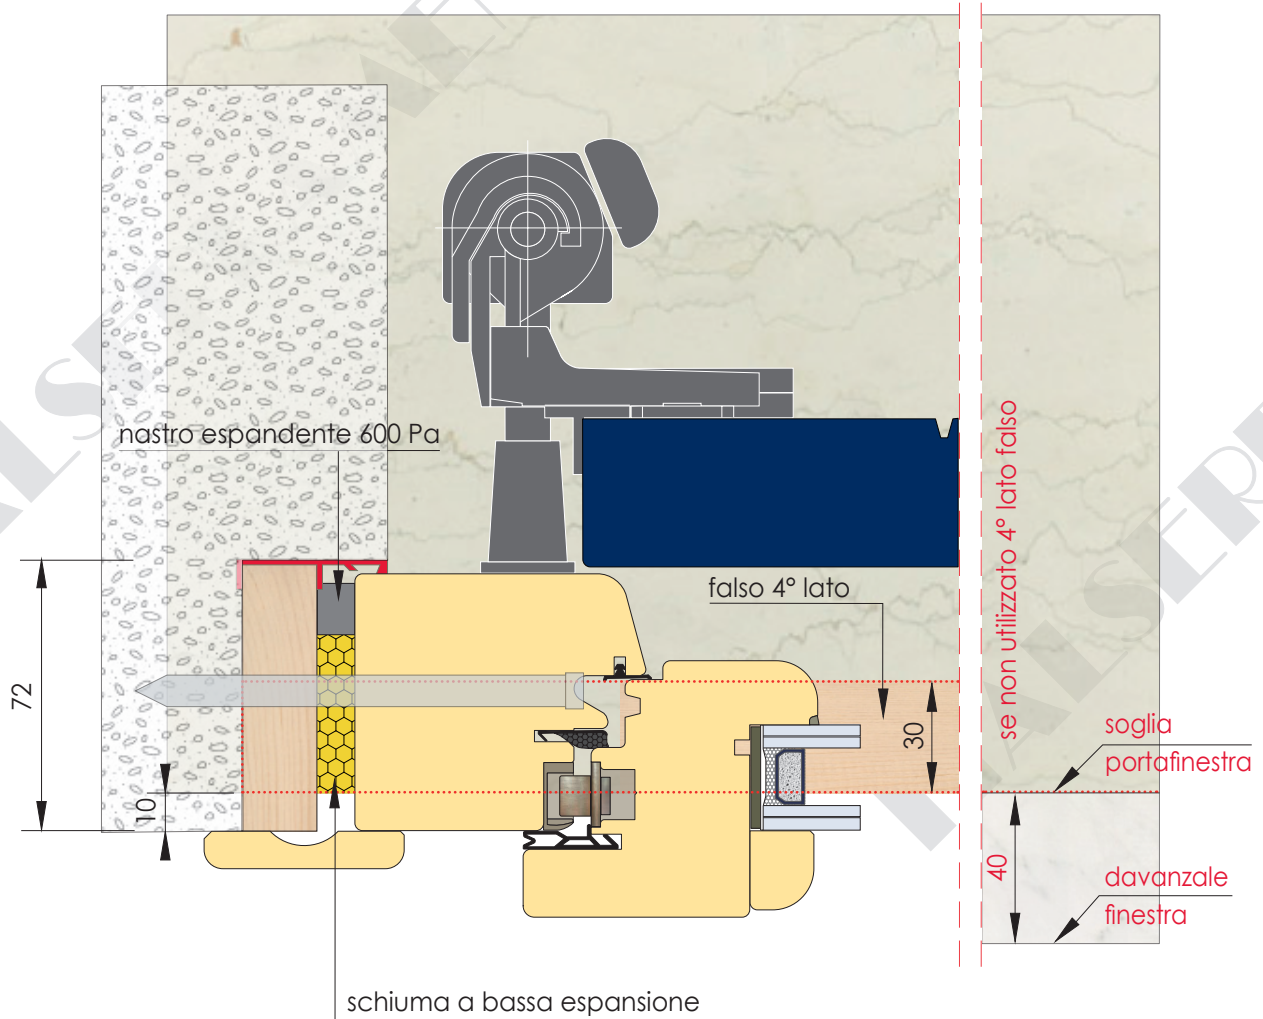 nastro espandente 600 Pa
72
10
falso 4° lato
30
se non utilizzato 4° lato falso
soglia
portafinestra
40
davanzale
finestra
schiuma a bassa espansione